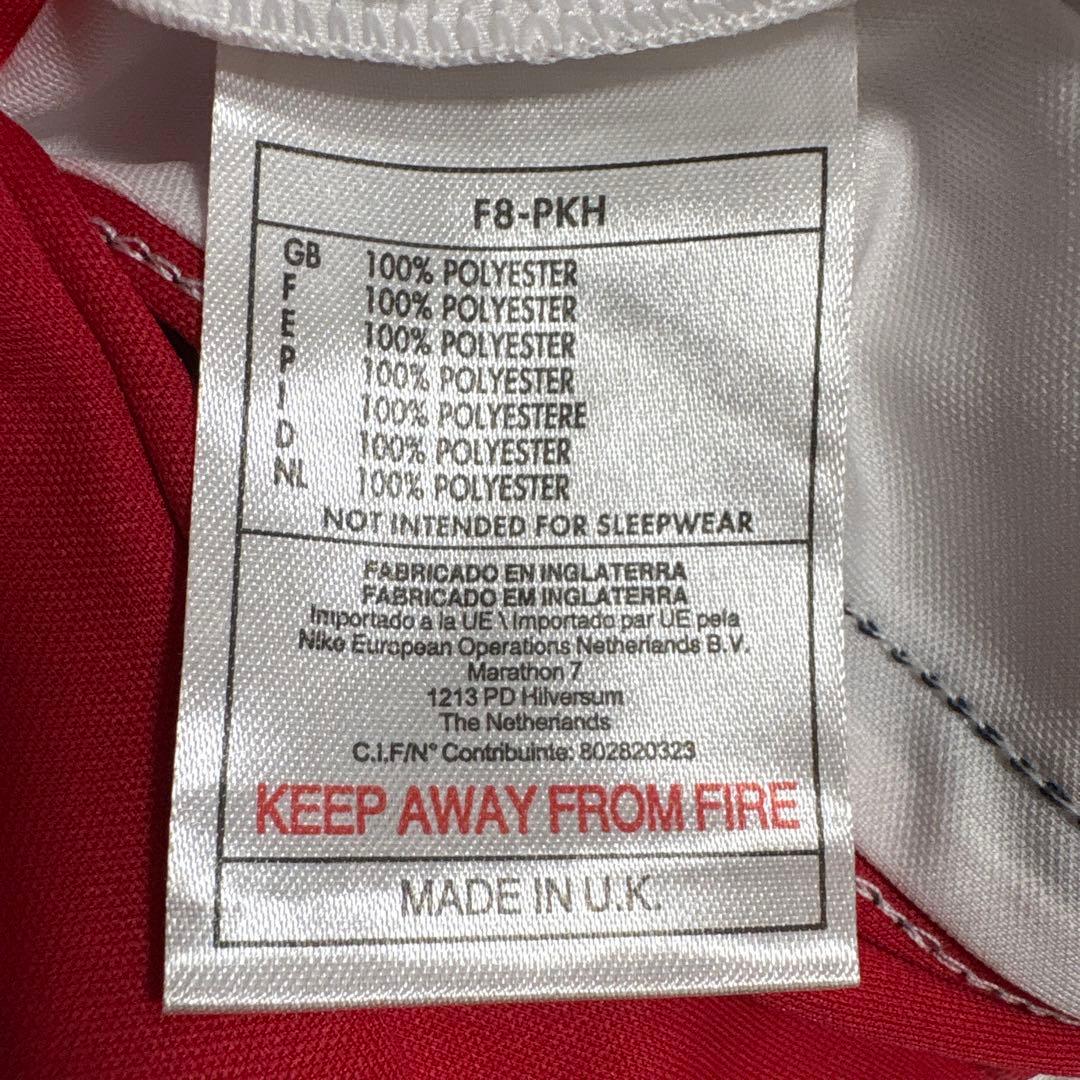 F8-PKH
GB 100% POLYESTER
F 100% POLYESTER
E 100% POLYESTER
P 100% POLYESTER
I 100% POLYESTERE
D 100% POLYESTER
NL 100% POLYESTER
NOT INTENDED FOR SLEEPWEAR
FABRICADO EN INGLATERRA
FABRICADO EM INGLATERRA
Importado a la UE \ Importado par UE pela
Nike European Operations Netherlands B.V.
Marathon 7
1213 PD Hilversum
The Netherlands
C.I.F/N° Contribuinte: 802820323
KEEP AWAY FROM FIRE
MADE IN U.K.